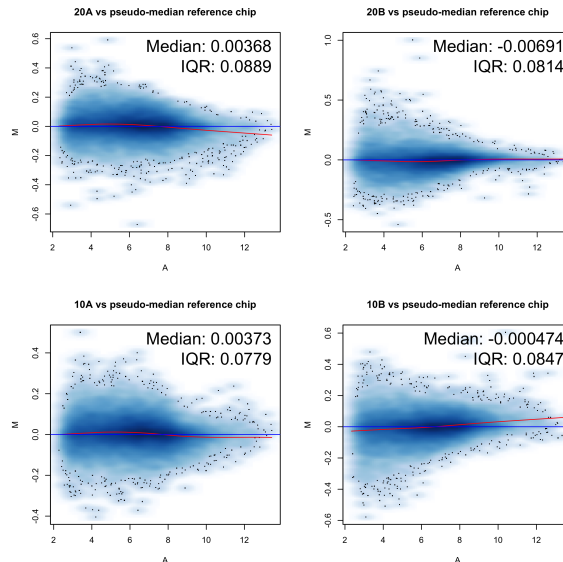 20A vs pseudo-median reference chip
Median: 0.00368
IQR: 0.0889
M
0.6
0.4
0.2
0.0
-0.2
-0.4
-0.6
2 4 6 8 10 12
A
20B vs pseudo-median reference chip
Median: -0.00691
IQR: 0.0814
M
1.0
0.5
0.0
-0.5
2 4 6 8 10 12
A
10A vs pseudo-median reference chip
Median: 0.00373
IQR: 0.0779
M
0.4
0.2
0.0
-0.2
-0.4
2 4 6 8 10 12
A
10B vs pseudo-median reference chip
Median: -0.000474
IQR: 0.0847
M
0.6
0.4
0.2
0.0
-0.2
-0.4
-0.6
2 4 6 8 10 12
A